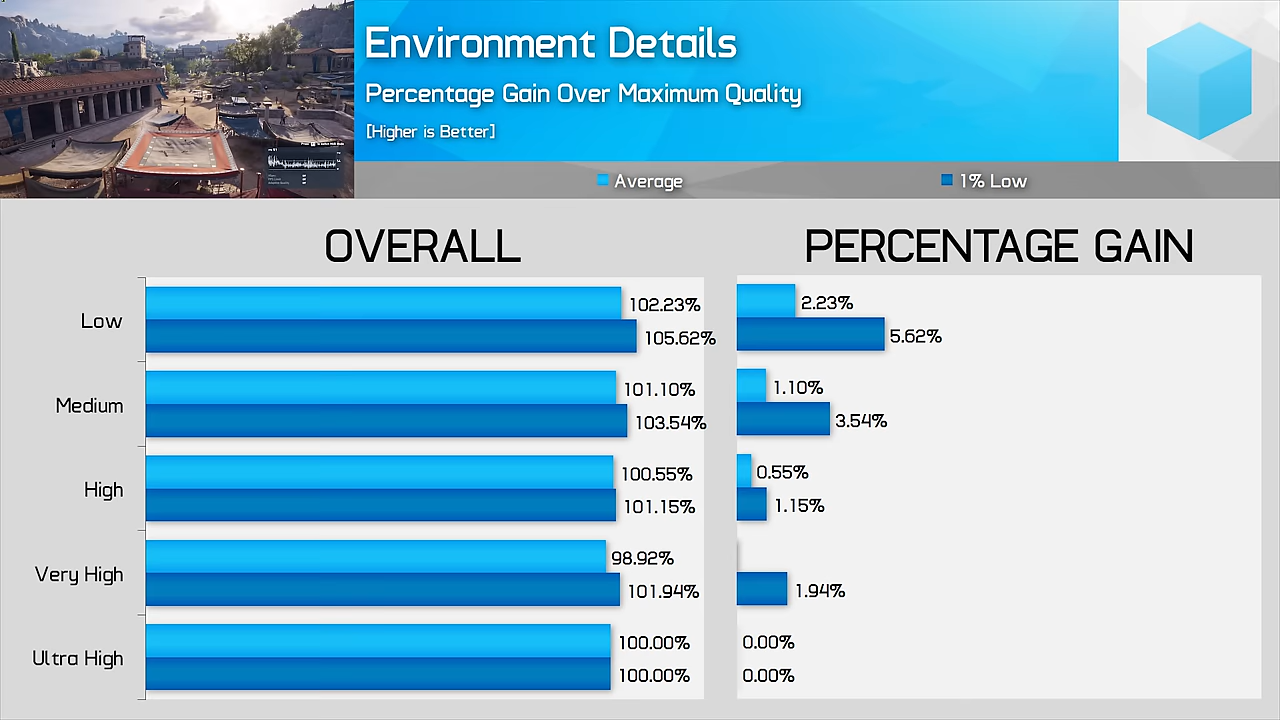 Environment Details
Percentage Gain Over Maximum Quality
[Higher is Better]
Average 1% Low
OVERALL PERCENTAGE GAIN
Low 102.23% 2.23%
105.62% 5.62%
Medium 101.10% 1.10%
103.54% 3.54%
High 100.55% 0.55%
101.15% 1.15%
Very High 98.92%
101.94% 1.94%
Ultra High 100.00% 0.00%
100.00% 0.00%